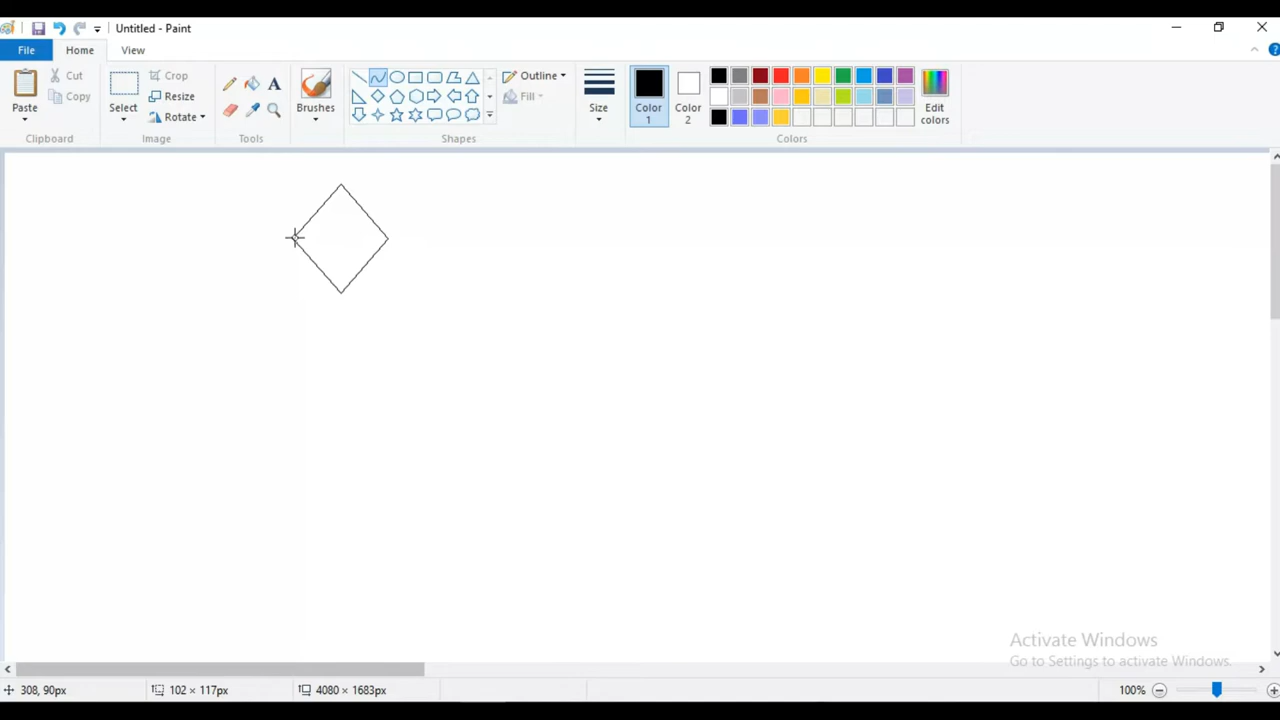 Untitled - Paint
File Home View
Paste Cut Copy
Select Crop Resize Rotate
A
Brushes
Outline
Fill
Size
Color 1
Color 2
Edit colors
Clipboard Image Tools Shapes Colors
Activate Windows
Go to Settings to activate Windows.
308, 90px 102 × 117px 4080 × 1683px 100%